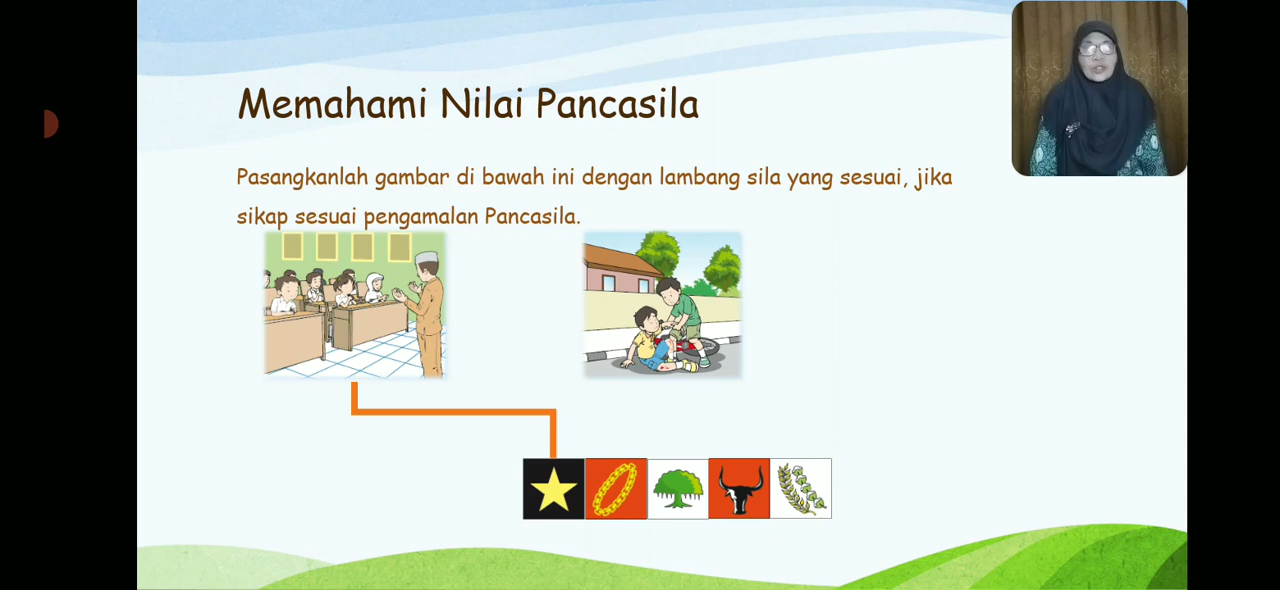 Memahami Nilai Pancasila
Pasangkanlah gambar di bawah ini dengan lambang sila yang sesuai, jika
sikap sesuai pengamalan Pancasila.